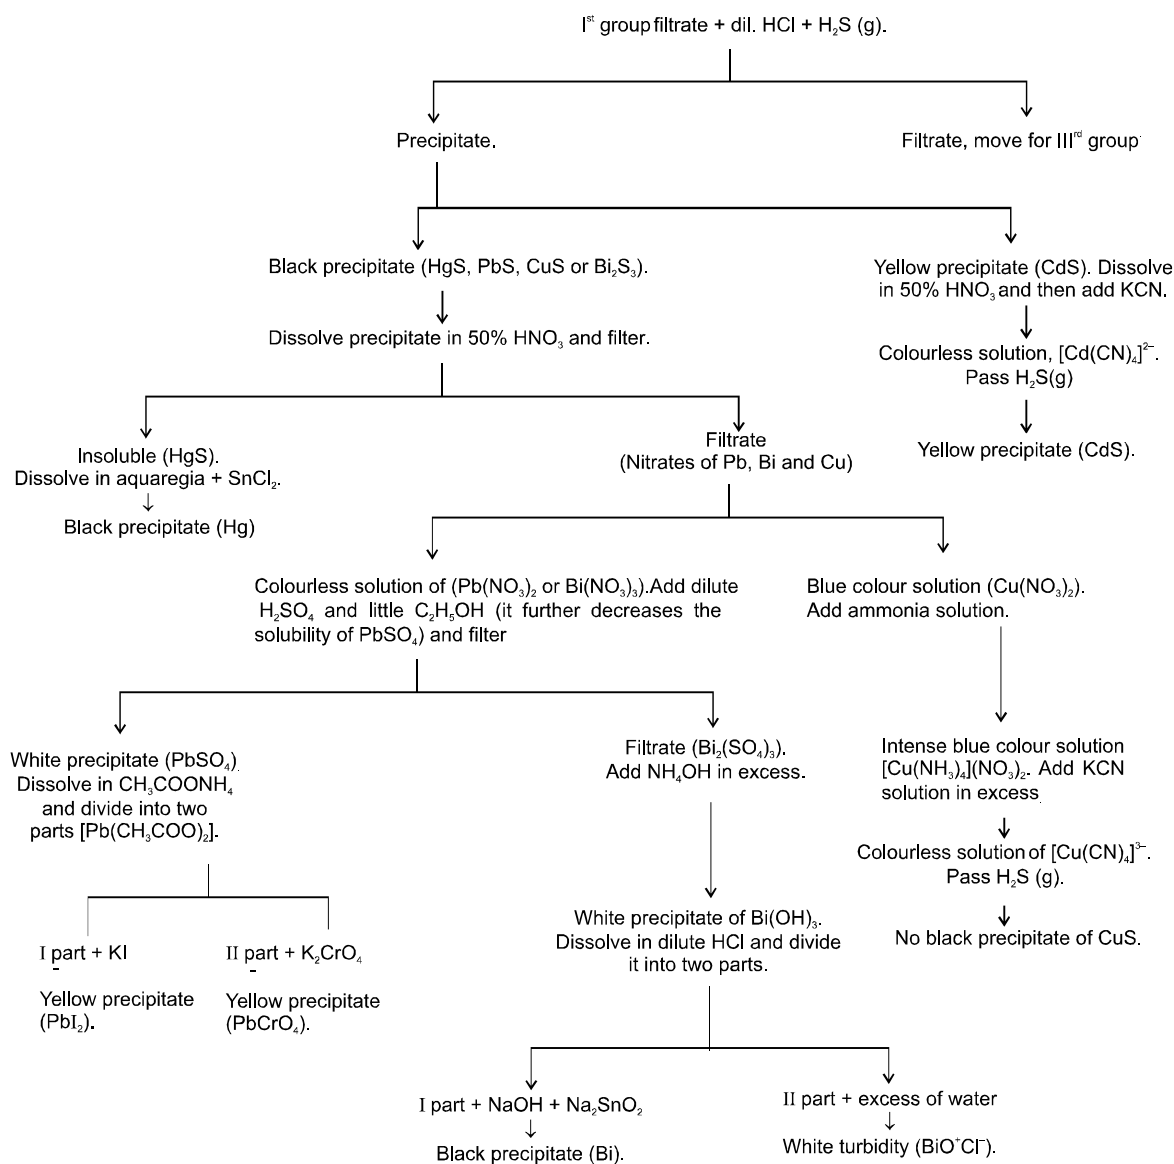 Iˢᵗ group filtrate + dil. HCl + H₂S (g).
Precipitate.
Filtrate, move for IIIʳᵈ group
Black precipitate (HgS, PbS, CuS or Bi₂S₃).
Yellow precipitate (CdS). Dissolve
in 50% HNO₃ and then add KCN.
Dissolve precipitate in 50% HNO₃ and filter.
Colourless solution, [Cd(CN)₄]²⁻.
Pass H₂S(g)
Yellow precipitate (CdS).
Insoluble (HgS).
Dissolve in aquaregia + SnCl₂.
Black precipitate (Hg)
Filtrate
(Nitrates of Pb, Bi and Cu)
Colourless solution of (Pb(NO₃)₂ or Bi(NO₃)₃).Add dilute
H₂SO₄ and little C₂H₅OH (it further decreases the
solubility of PbSO₄) and filter
Blue colour solution (Cu(NO₃)₂).
Add ammonia solution.
White precipitate (PbSO₄)
Dissolve in CH₃COONH₄
and divide into two
parts [Pb(CH₃COO)₂].
Filtrate (Bi₂(SO₄)₃).
Add NH₄OH in excess.
Intense blue colour solution
[Cu(NH₃)₄](NO₃)₂. Add KCN
solution in excess
Colourless solution of [Cu(CN)₄]³⁻.
Pass H₂S (g).
No black precipitate of CuS.
I part + KI
Yellow precipitate
(PbI₂).
II part + K₂CrO₄
Yellow precipitate
(PbCrO₄).
White precipitate of Bi(OH)₃.
Dissolve in dilute HCl and divide
it into two parts.
I part + NaOH + Na₂SnO₂
Black precipitate (Bi).
II part + excess of water
White turbidity (BiO⁺Cl⁻).